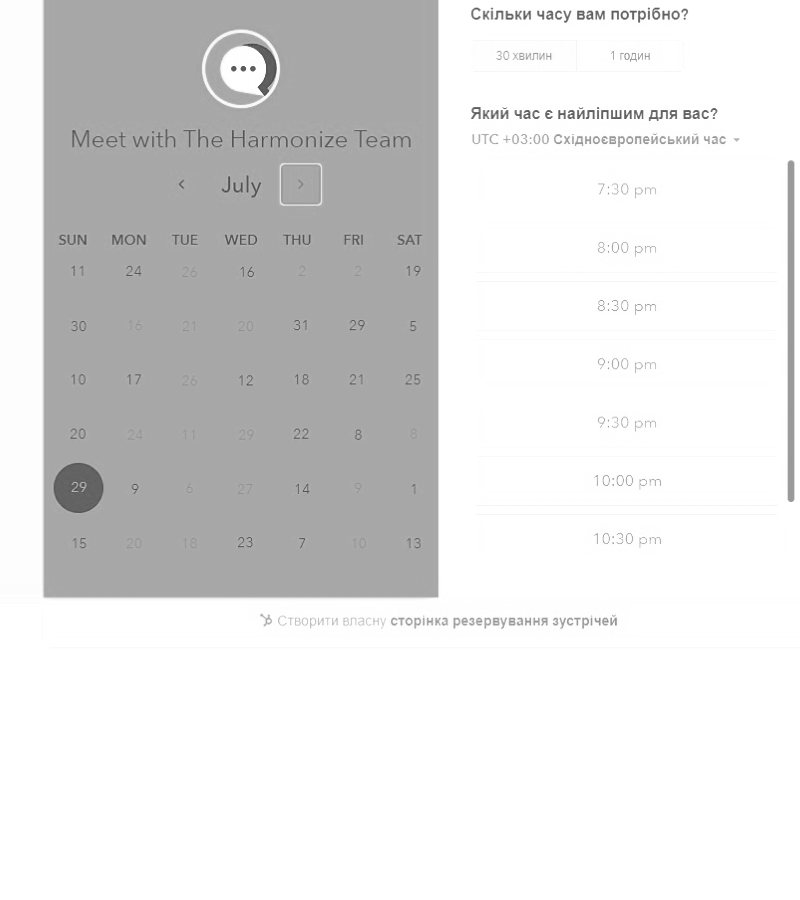 Скільки часу вам потрібно?
30 хвилин 1 годин
Meet with The Harmonize Team
Який час є найліпшим для вас?
UTC +03:00 Східноєвропейський час
July
SUN MON TUE WED THU FRI SAT
11 24 26 16 2 2 19
30 16 21 20 31 29 5
10 17 26 12 18 21 25
20 24 11 29 22 8 8
29 9 6 27 14 9 1
15 20 18 23 7 10 13
7:30 pm
8:00 pm
8:30 pm
9:00 pm
9:30 pm
10:00 pm
10:30 pm
Створити власну сторінка резервування зустрічей